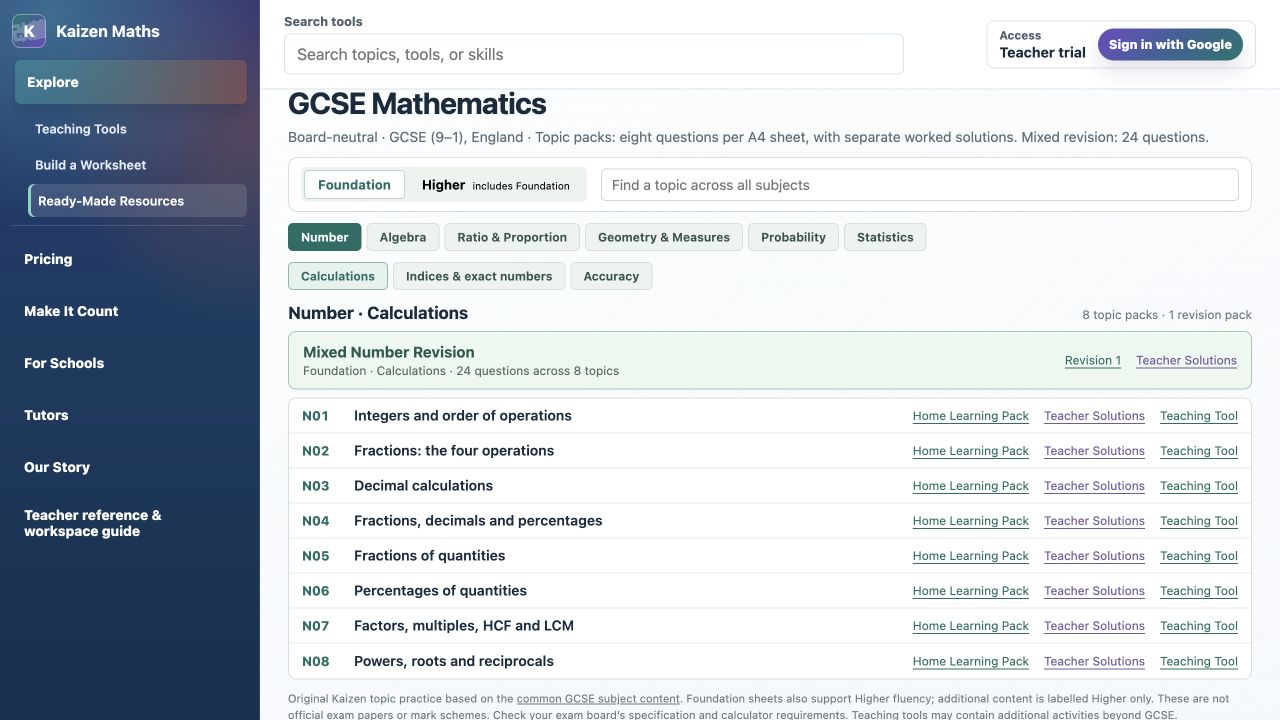 K
Kaizen Maths
Explore
Teaching Tools
Build a Worksheet
Ready-Made Resources
Pricing
Make It Count
For Schools
Tutors
Our Story
Teacher reference &
workspace guide
Search tools
Search topics, tools, or skills
Access
Teacher trial
Sign in with Google
GCSE Mathematics
Board-neutral · GCSE (9–1), England · Topic packs: eight questions per A4 sheet, with separate worked solutions. Mixed revision: 24 questions.
Foundation Higher includes Foundation Find a topic across all subjects
Number Algebra Ratio & Proportion Geometry & Measures Probability Statistics
Calculations Indices & exact numbers Accuracy
Number · Calculations 8 topic packs · 1 revision pack
Mixed Number Revision
Foundation · Calculations · 24 questions across 8 topics
Revision 1 Teacher Solutions
N01 Integers and order of operations Home Learning Pack Teacher Solutions Teaching Tool
N02 Fractions: the four operations Home Learning Pack Teacher Solutions Teaching Tool
N03 Decimal calculations Home Learning Pack Teacher Solutions Teaching Tool
N04 Fractions, decimals and percentages Home Learning Pack Teacher Solutions Teaching Tool
N05 Fractions of quantities Home Learning Pack Teacher Solutions Teaching Tool
N06 Percentages of quantities Home Learning Pack Teacher Solutions Teaching Tool
N07 Factors, multiples, HCF and LCM Home Learning Pack Teacher Solutions Teaching Tool
N08 Powers, roots and reciprocals Home Learning Pack Teacher Solutions Teaching Tool
Original Kaizen topic practice based on the common GCSE subject content. Foundation sheets also support Higher fluency; additional content is labelled Higher only. These are not
official exam papers or mark schemes. Check your exam board's specification and calculator requirements. Teaching tools may contain additional activities beyond GCSE.